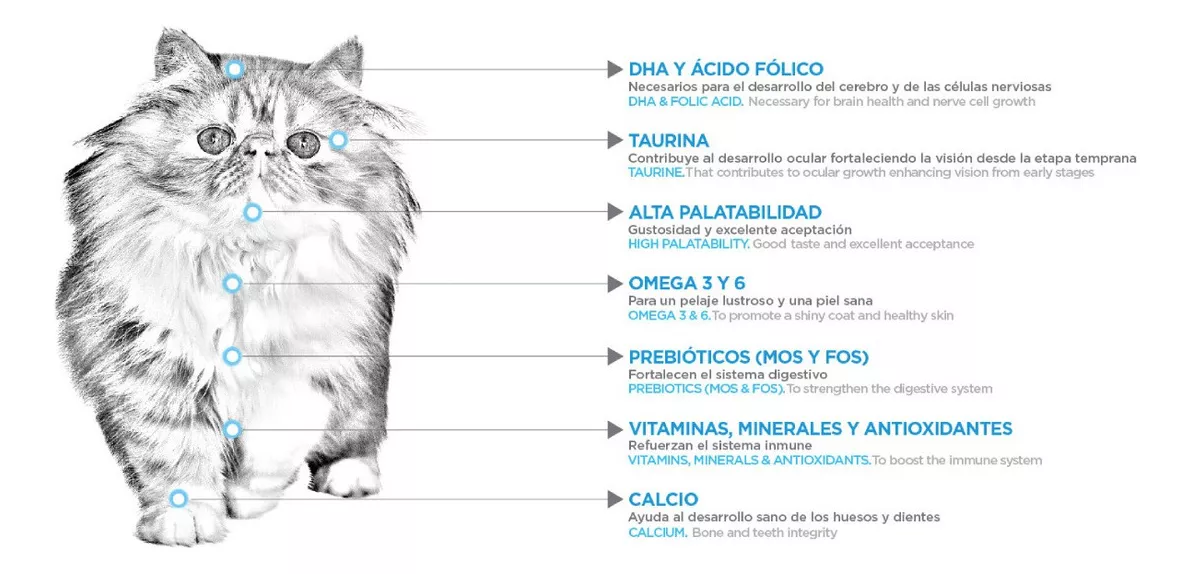 DHA Y ÁCIDO FÓLICO
Necesarios para el desarrollo del cerebro y de las células nerviosas
DHA & FOLIC ACID. Necessary for brain health and nerve cell growth
TAURINA
Contribuye al desarrollo ocular fortaleciendo la visión desde la etapa temprana
TAURINE.That contributes to ocular growth enhancing vision from early stages
ALTA PALATABILIDAD
Gustosidad y excelente aceptación
HIGH PALATABILITY. Good taste and excellent acceptance
OMEGA 3 Y 6
Para un pelaje lustroso y una piel sana
OMEGA 3 & 6.To promote a shiny coat and healthy skin
PREBIÓTICOS (MOS Y FOS)
Fortalecen el sistema digestivo
PREBIOTICS (MOS & FOS).To strengthen the digestive system
VITAMINAS, MINERALES Y ANTIOXIDANTES
Refuerzan el sistema inmune
VITAMINS, MINERALS & ANTIOXIDANTS.To boost the immune system
CALCIO
Ayuda al desarrollo sano de los huesos y dientes
CALCIUM. Bone and teeth integrity